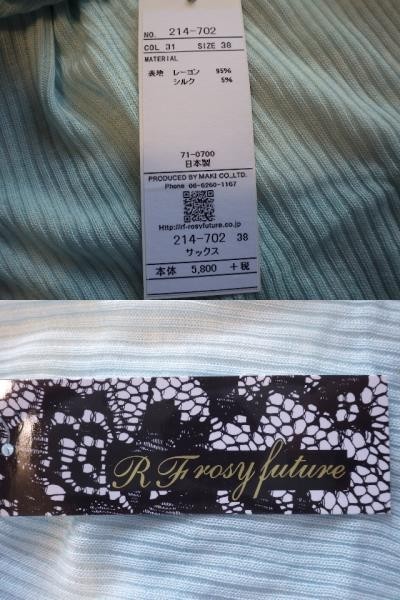 NO. 214-702
COL 31 SIZE 38
MATERIAL
表地 レーヨン 95%
シルク 5%
71-0700
日本製
PRODUCED BY MAKI CO.,LTD.
Phone 06-6260-1167
Http://rf-rosyfuture.co.jp
214-702 38
サックス
本体 5,800 +税
R F rosy future